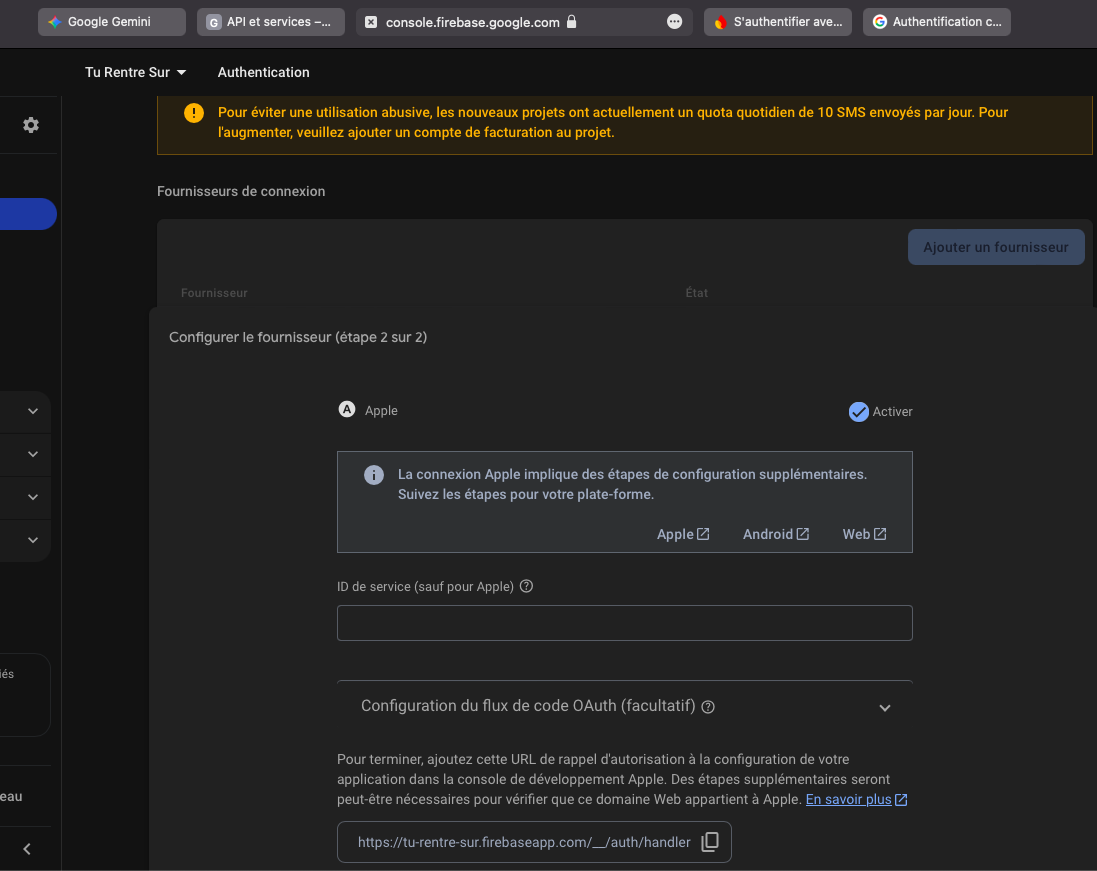 Google Gemini
API et services –...
console.firebase.google.com
S'authentifier ave...
Authentification c...
Tu Rentre Sur
Authentication
Pour éviter une utilisation abusive, les nouveaux projets ont actuellement un quota quotidien de 10 SMS envoyés par jour. Pour
l'augmenter, veuillez ajouter un compte de facturation au projet.
Fournisseurs de connexion
Ajouter un fournisseur
Fournisseur
État
Configurer le fournisseur (étape 2 sur 2)
Apple
Activer
La connexion Apple implique des étapes de configuration supplémentaires.
Suivez les étapes pour votre plate-forme.
Apple
Android
Web
ID de service (sauf pour Apple)
Configuration du flux de code OAuth (facultatif)
iés
Pour terminer, ajoutez cette URL de rappel d'autorisation à la configuration de votre
application dans la console de développement Apple. Des étapes supplémentaires seront
peut-être nécessaires pour vérifier que ce domaine Web appartient à Apple. En savoir plus
eau
https://tu-rentre-sur.firebaseapp.com/__/auth/handler